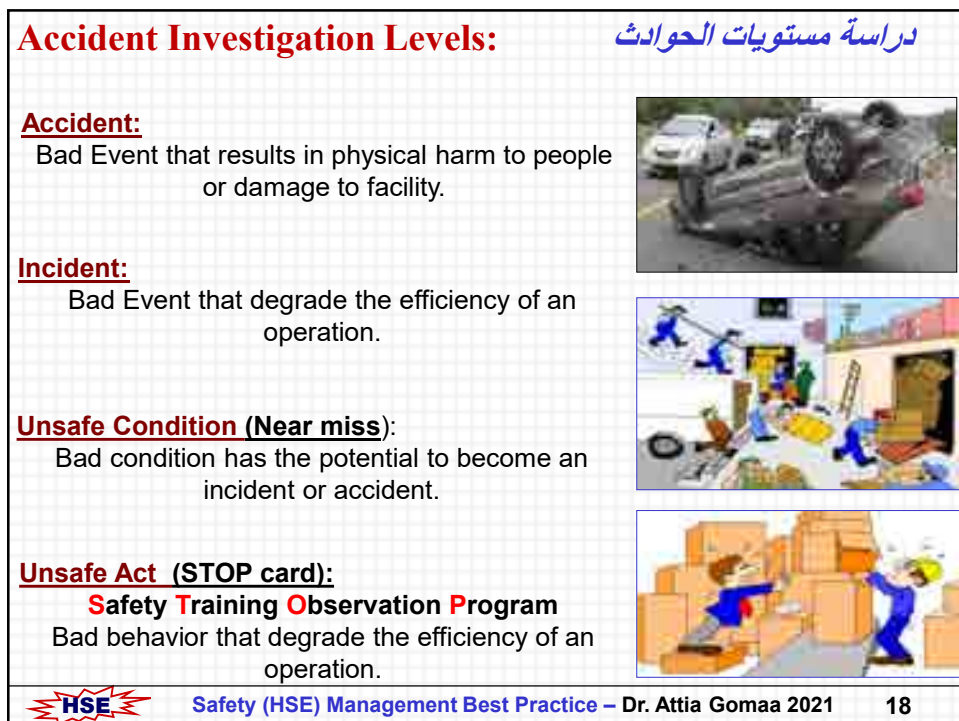 Accident Investigation Levels:
دراسة مستويات الحوادث
Accident:
Bad Event that results in physical harm to people
or damage to facility.
Incident:
Bad Event that degrade the efficiency of an
operation.
Unsafe Condition (Near miss):
Bad condition has the potential to become an
incident or accident.
Unsafe Act (STOP card):
Safety Training Observation Program
Bad behavior that degrade the efficiency of an
operation.
HSE
Safety (HSE) Management Best Practice – Dr. Attia Gomaa 2021
18